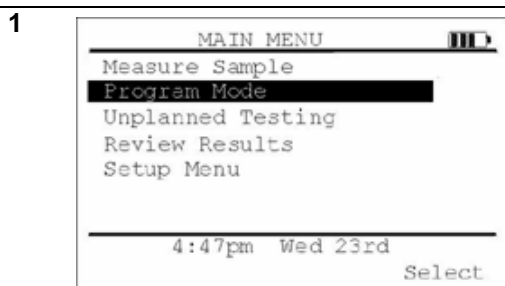 1
MAIN MENU
Measure Sample
Program Mode
Unplanned Testing
Review Results
Setup Menu
4:47pm Wed 23rd
Select